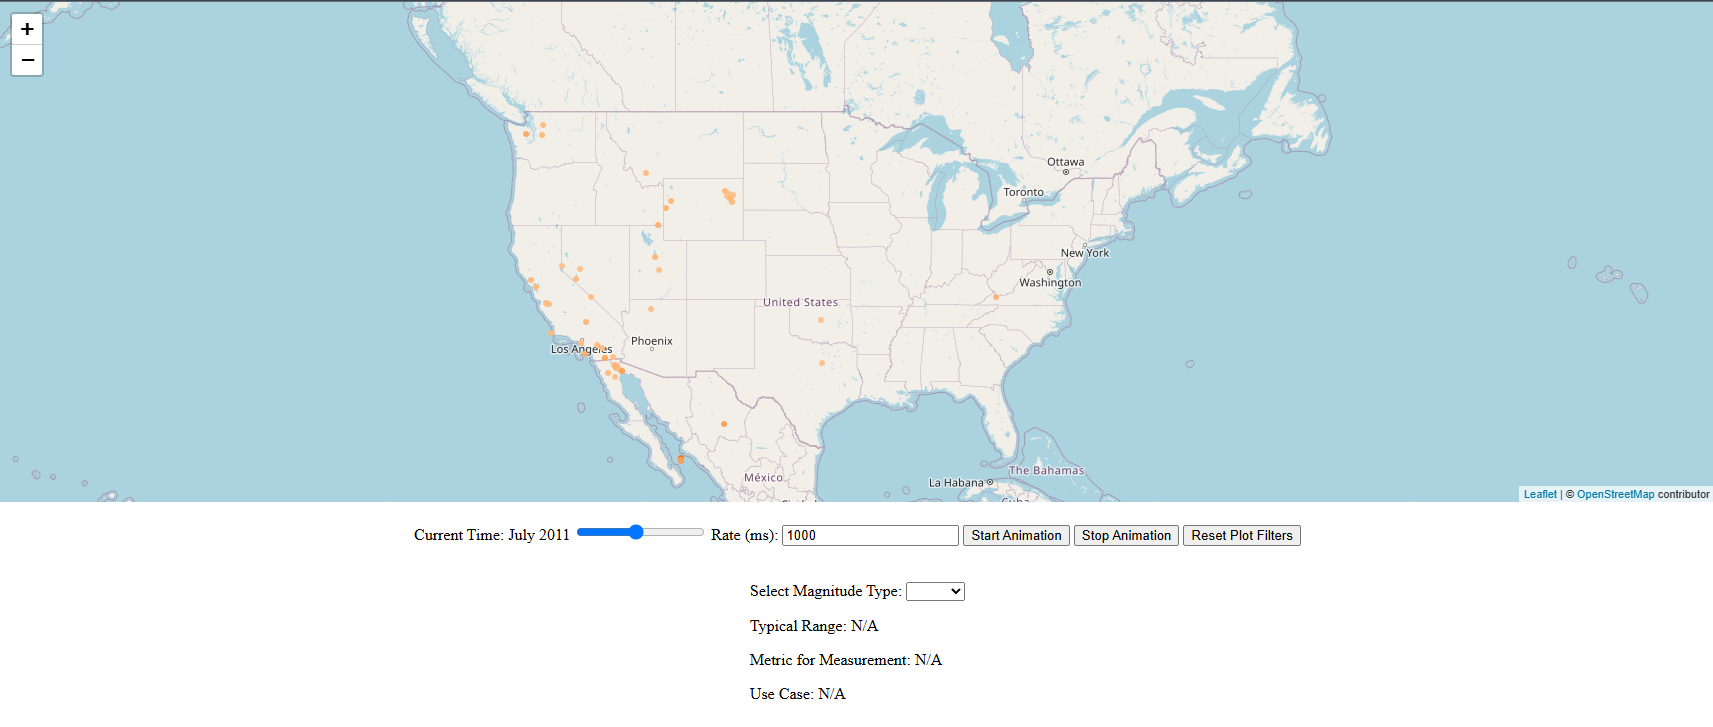 +
−
Ottawa
Toronto
New York
Washington
United States
Los Angeles
Phoenix
México
La Habana
The Bahamas
Leaflet | © OpenStreetMap contributor
Current Time: July 2011 Rate (ms): 1000 Start Animation Stop Animation Reset Plot Filters
Select Magnitude Type:
Typical Range: N/A
Metric for Measurement: N/A
Use Case: N/A